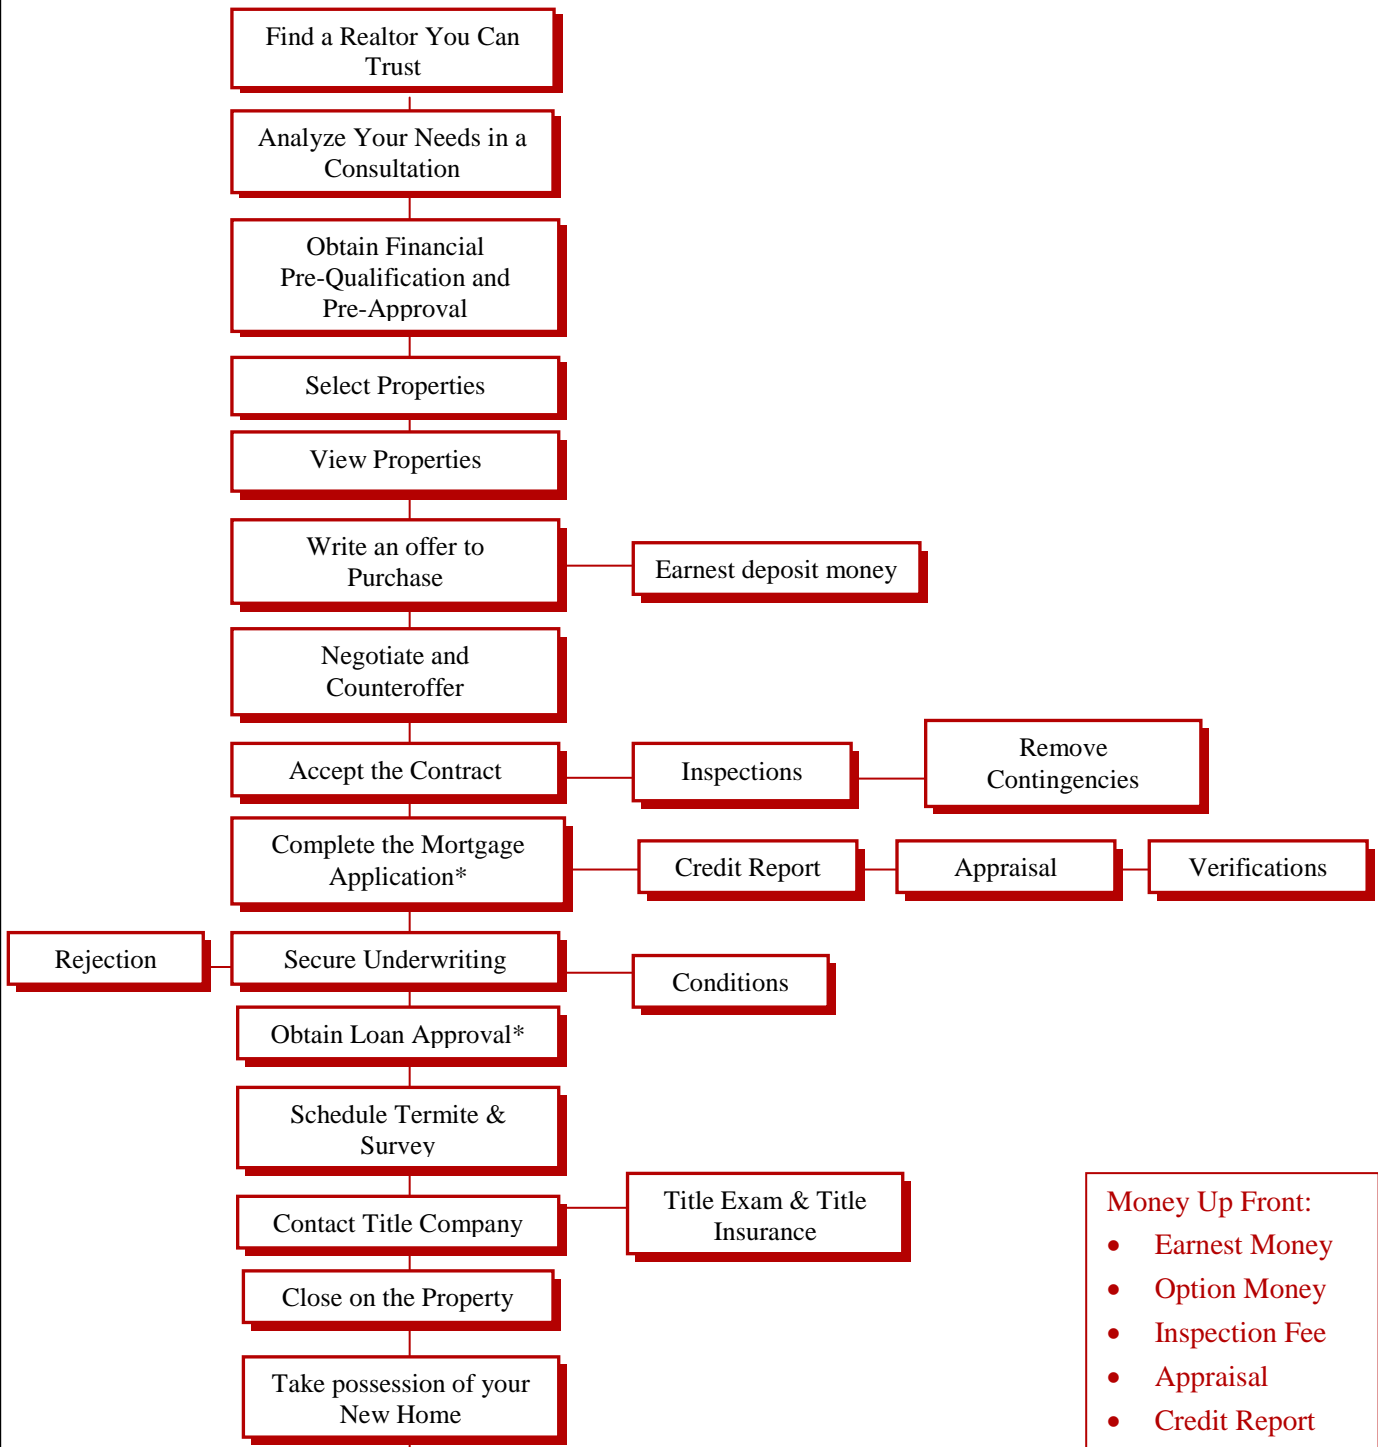 Find a Realtor You Can
Trust
Analyze Your Needs in a
Consultation
Obtain Financial
Pre-Qualification and
Pre-Approval
Select Properties
View Properties
Write an offer to
Purchase
Earnest deposit money
Negotiate and
Counteroffer
Accept the Contract
Inspections
Remove
Contingencies
Complete the Mortgage
Application*
Credit Report
Appraisal
Verifications
Rejection
Secure Underwriting
Conditions
Obtain Loan Approval*
Schedule Termite &
Survey
Contact Title Company
Title Exam & Title
Insurance
Close on the Property
Take possession of your
New Home
Money Up Front:
• Earnest Money
• Option Money
• Inspection Fee
• Appraisal
• Credit Report